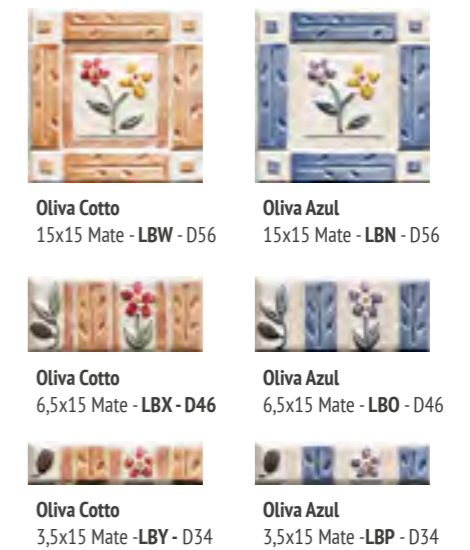 Oliva Cotto
15x15 Mate - LBW - D56
Oliva Azul
15x15 Mate - LBN - D56
Oliva Cotto
6,5x15 Mate - LBX - D46
Oliva Azul
6,5x15 Mate - LBO - D46
Oliva Cotto
3,5x15 Mate -LBY - D34
Oliva Azul
3,5x15 Mate -LBP - D34